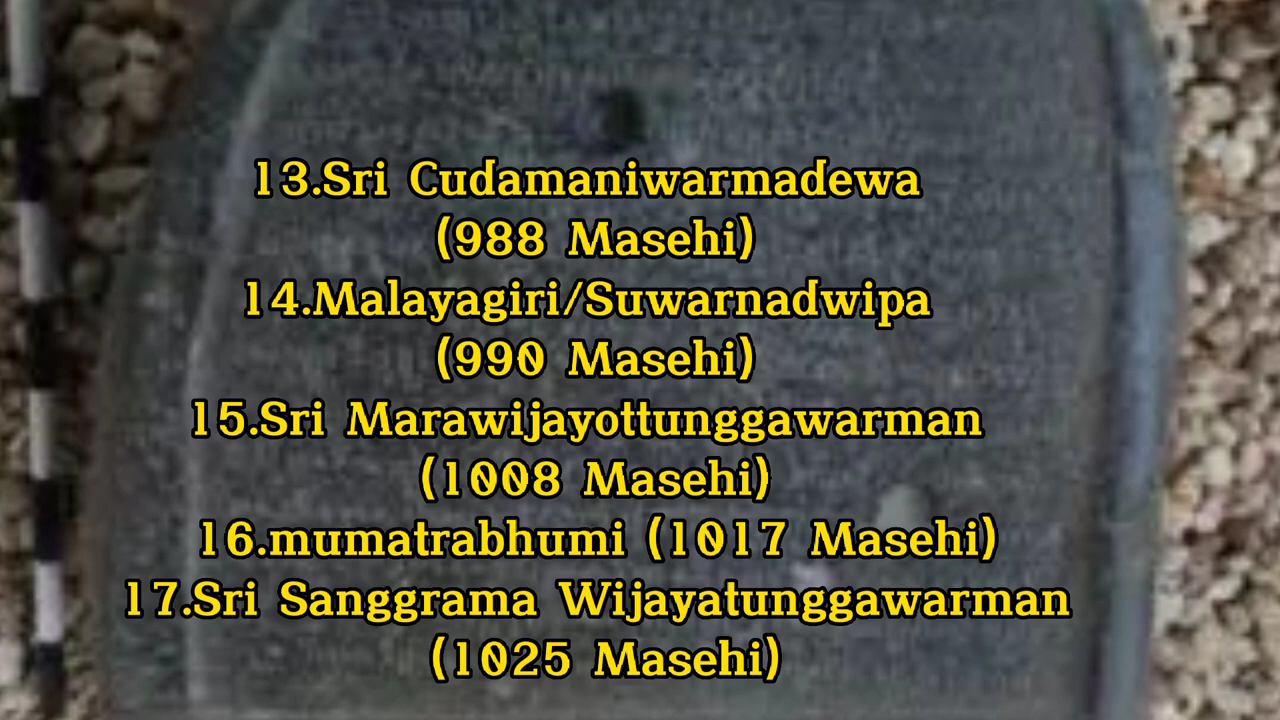 13.Sri Cudamaniwarmadewa
(988 Masehi)
14.Malayagiri/Suwarnadwipa
(990 Masehi)
15.Sri Marawijayottunggawarman
(1008 Masehi)
16.mumatrabhumi (1017 Masehi)
17.Sri Sanggrama Wijayatunggawarman
(1025 Masehi)